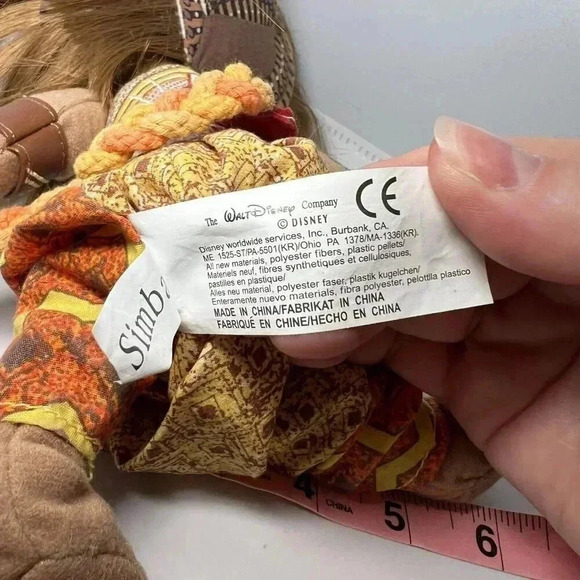 The Walt Disney Company
© DISNEY
CE
Disney worldwide services, Inc., Burbank, CA.
ME 1525-ST/PA-5501(KR)/Ohio PA 1378/MA-1336(KR).
All new materials, polyester fibers, plastic pellets/
Materiels neuf, fibres synthetiques et cellulosiques,
pastilles en plastique/
Alles neu material, polyester faser, plastik kugelchen/
Enteramente nuevo materials, fibra polyester, pelotilla plastico
MADE IN CHINA/FABRIKAT IN CHINA
FABRIQUÉ EN CHINE/HECHO EN CHINA
Simba
4
CHINA
5
6